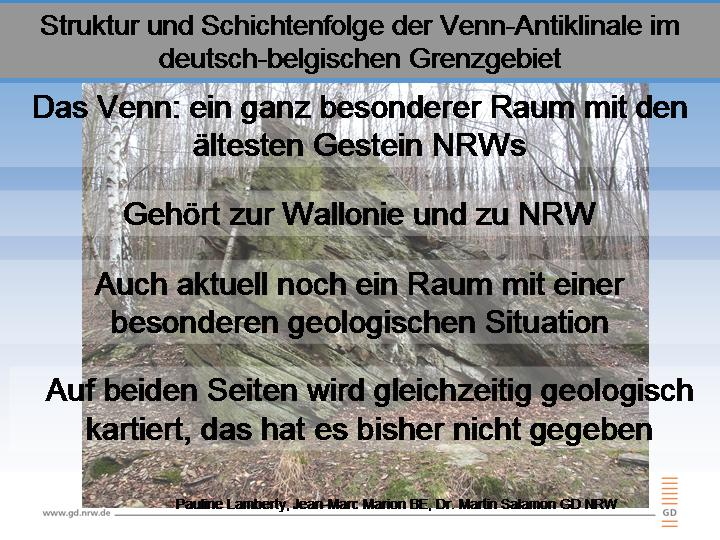 Struktur und Schichtenfolge der Venn-Antiklinale im
deutsch-belgischen Grenzgebiet
Das Venn: ein ganz besonderer Raum mit den
ältesten Gestein NRWs
Gehört zur Wallonie und zu NRW
Auch aktuell noch ein Raum mit einer
besonderen geologischen Situation
Auf beiden Seiten wird gleichzeitig geologisch
kartiert, das hat es bisher nicht gegeben
Pauline Lamberty, Jean-Marc Marion BE, Dr. Martin Salamon GD NRW
www.gd.nrw.de
GD